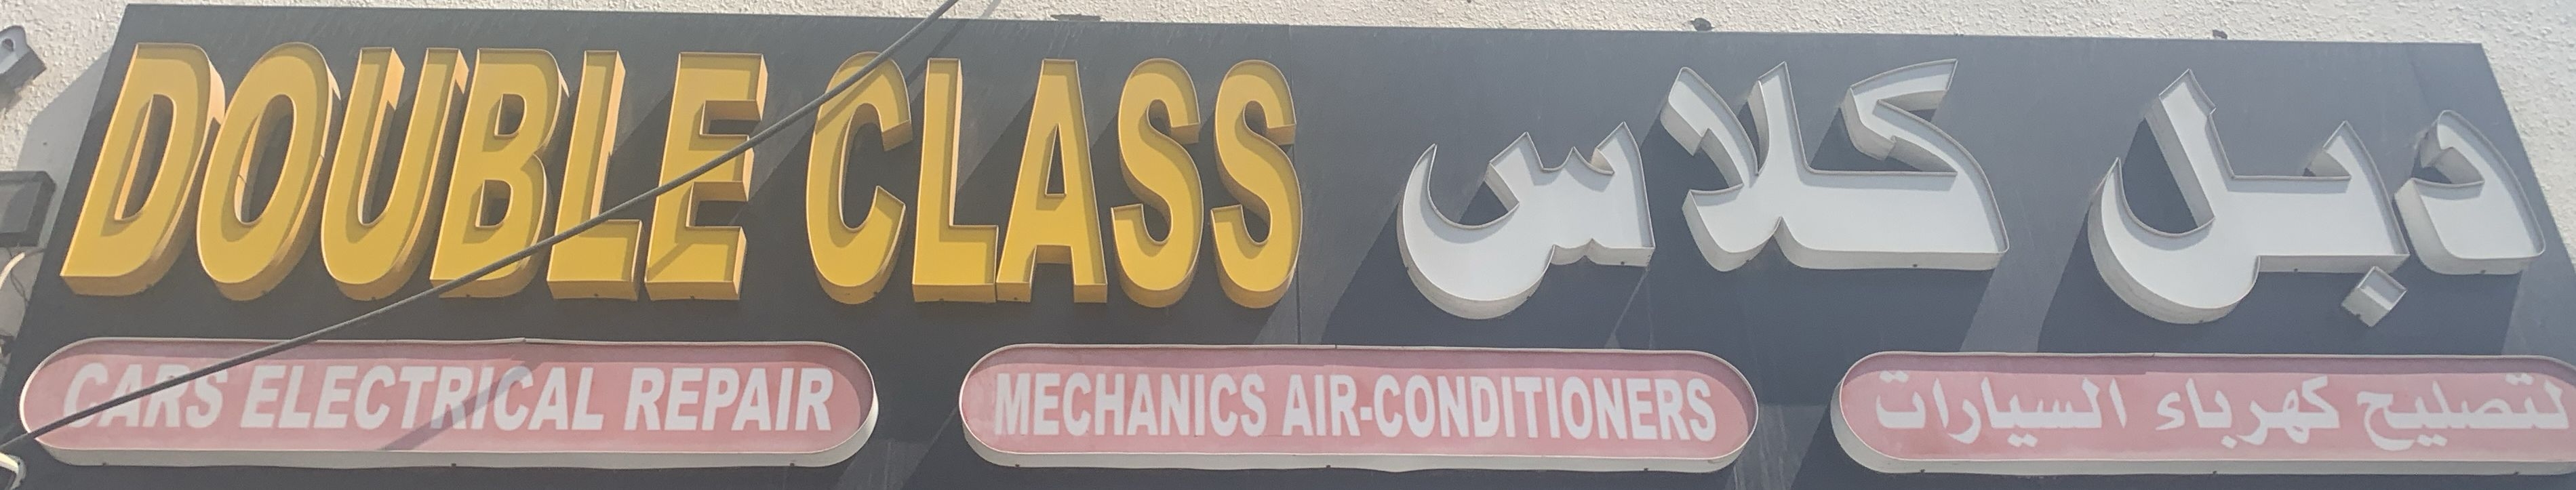 DOUBLE CLASS دبل كلاس
CARS ELECTRICAL REPAIR MECHANICS AIR-CONDITIONERS لتصليح كهرباء السيارات